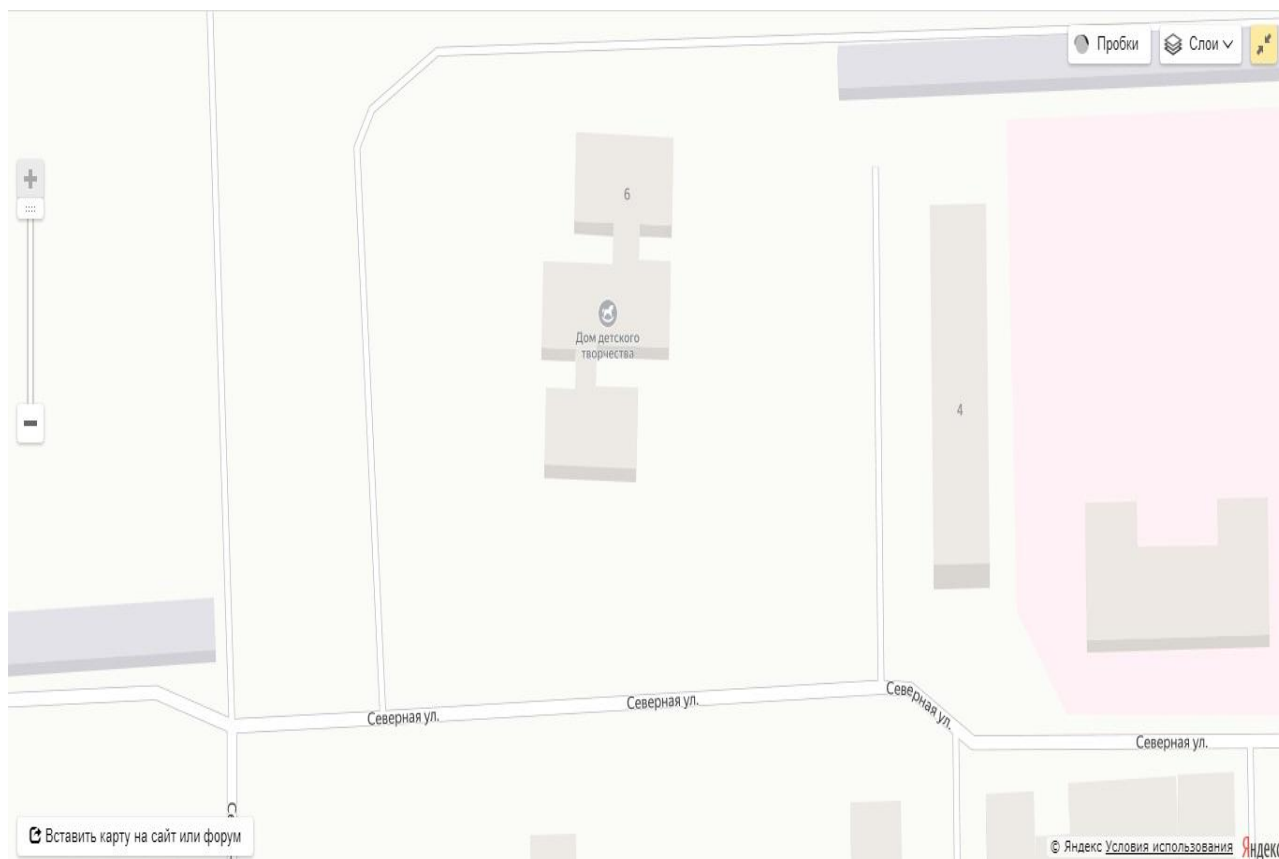 Пробки
Слои
6
Дом детского
творчества
4
Северная ул.
Северная ул.
Северная ул.
Северная ул.
Вставить карту на сайт или форум
© Яндекс Условия использования
Яндекс